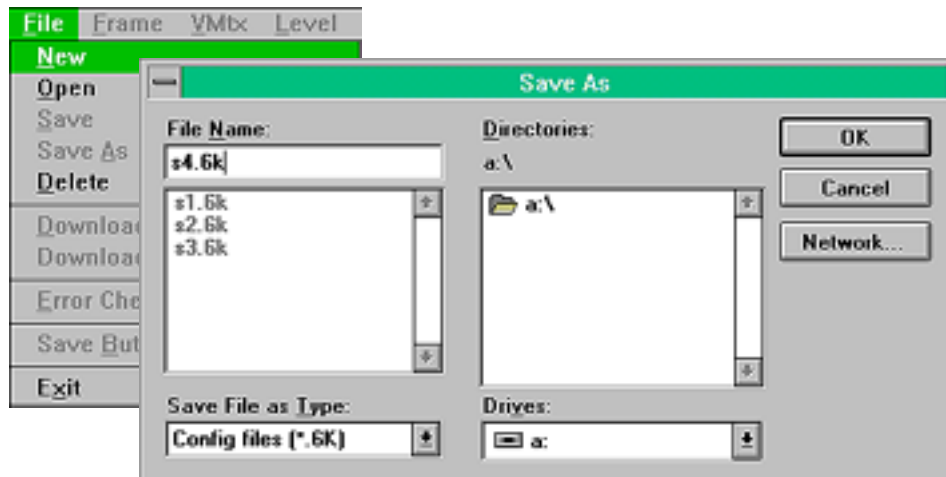 File Frame VMtx Level
New
Open
Save
Save As
Delete
Download
Download
Error Che
Save But
Exit
Save As
File Name:
s4.6k
s1.6k
s2.6k
s3.6k
Save File as Type:
Config files (*.6K)
Directories:
a:\
a:\
Drives:
a:
OK
Cancel
Network...